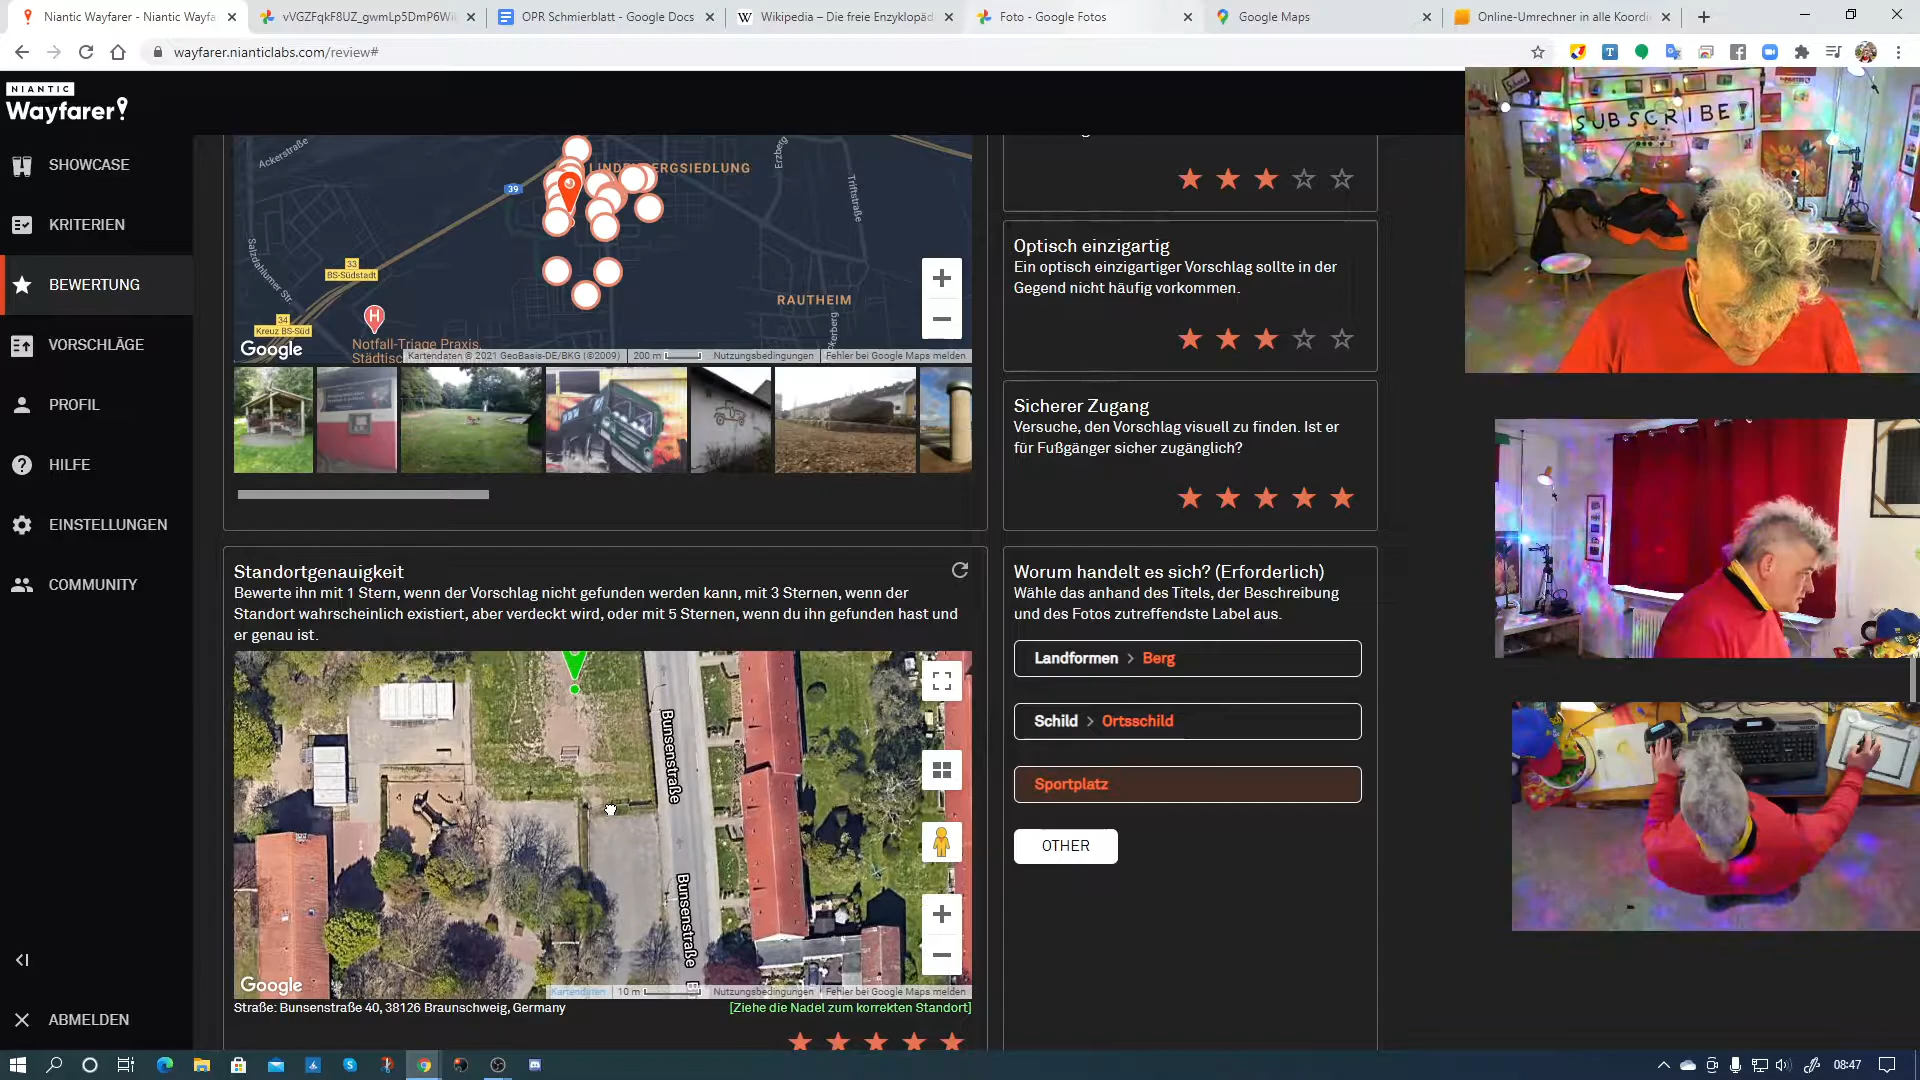 Niantic Wayfarer - Niantic Wayfa
vVGZFqkF8UZ_gwmLp5DmP6Wi
OPR Schmierblatt - Google Docs
Wikipedia – Die freie Enzyklopäd
Foto - Google Fotos
Google Maps
Online-Umrechner in alle Koordi
wayfarer.nianticlabs.com/review#
NIANTIC
Wayfarer
SUBSCRIBE!
SHOWCASE
KRITERIEN
BEWERTUNG
VORSCHLÄGE
PROFIL
HILFE
EINSTELLUNGEN
COMMUNITY
ABMELDEN
Ackerstraße
39
Erzberg
Triftstraße
Salzdahlumer Str.
33
BS-Südstadt
34
Kreuz BS-Süd
RAUTHEIM
H
Notfall-Triage Praxis,
Google
Kartendaten © 2021 GeoBasis-DE/BKG (©2009)
200 m
Nutzungsbedingungen
Fehler bei Google Maps melden.
Optisch einzigartig
Ein optisch einzigartiger Vorschlag sollte in der
Gegend nicht häufig vorkommen.
Sicherer Zugang
Versuche, den Vorschlag visuell zu finden. Ist er
für Fußgänger sicher zugänglich?
Standortgenauigkeit
Bewerte ihn mit 1 Stern, wenn der Vorschlag nicht gefunden werden kann, mit 3 Sternen, wenn der
Standort wahrscheinlich existiert, aber verdeckt wird, oder mit 5 Sternen, wenn du ihn gefunden hast und
er genau ist.
Bunsenstraße
Bunsenstraße
Google
Kartendaten
10 m
Nutzungsbedingungen
Fehler bei Google Maps melden
Straße: Bunsenstraße 40, 38126 Braunschweig, Germany
[Ziehe die Nadel zum korrekten Standort]
Worum handelt es sich? (Erforderlich)
Wähle das anhand des Titels, der Beschreibung
und des Fotos zutreffendste Label aus.
Landformen > Berg
Schild > Ortsschild
Sportplatz
OTHER
08:47